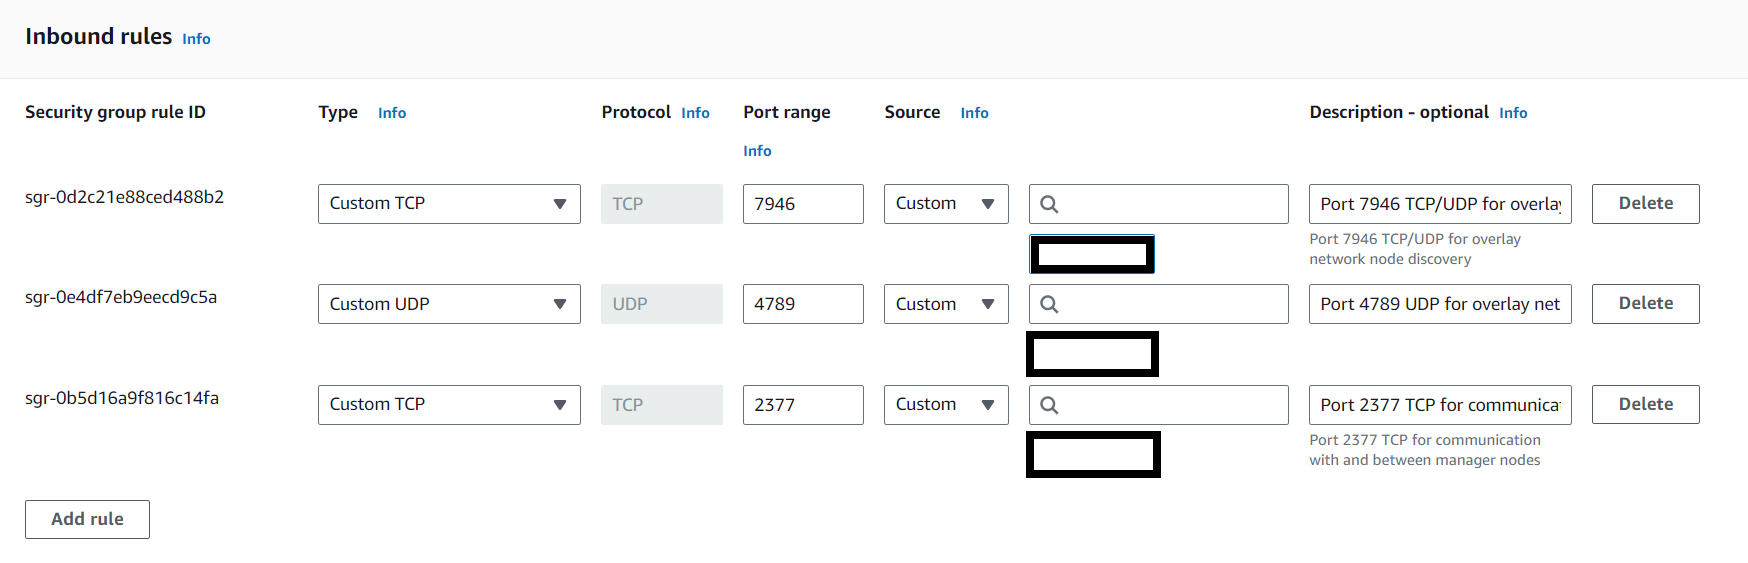 Inbound rules Info
Security group rule ID Type Info Protocol Info Port range Info Source Info Description - optional Info
sgr-0d2c21e88ced488b2 Custom TCP TCP 7946 Custom Port 7946 TCP/UDP for overlay Delete
Port 7946 TCP/UDP for overlay
network node discovery
sgr-0e4df7eb9eecd9c5a Custom UDP UDP 4789 Custom Port 4789 UDP for overlay net Delete
sgr-0b5d16a9f816c14fa Custom TCP TCP 2377 Custom Port 2377 TCP for communicat Delete
Port 2377 TCP for communication
with and between manager nodes
Add rule